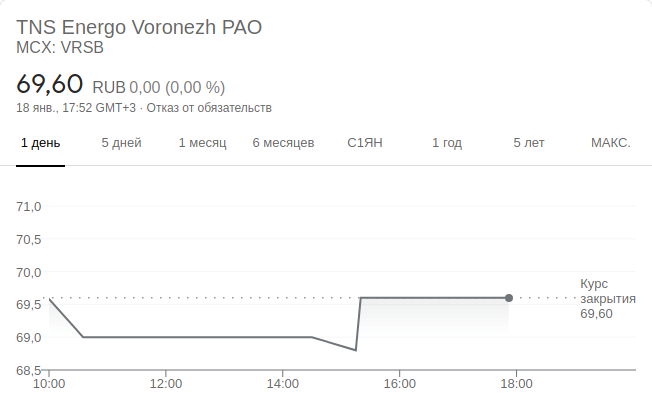 TNS Energo Voronezh PAO
MCX: VRSB
69,60 RUB 0,00 (0,00 %)
18 янв., 17:52 GMT+3 · Отказ от обязательств
1 день 5 дней 1 месяц 6 месяцев С1ЯН 1 год 5 лет МАКС.
71,0
70,5
70,0
69,5
69,0
68,5
Курс
закрытия
69,60
10:00 12:00 14:00 16:00 18:00